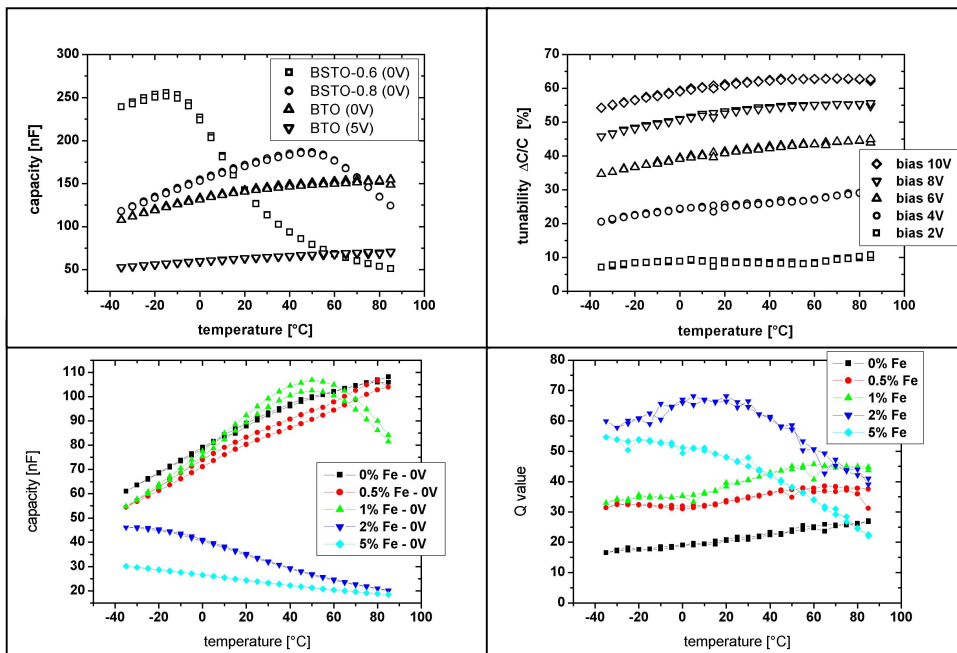 300
250
200
150
100
50
capacity [nF]
-40 -20 0 20 40 60 80 100
temperature [°C]
BSTO-0.6 (0V)
BSTO-0.8 (0V)
BTO (0V)
BTO (5V)
70
60
50
40
30
20
10
0
tunability ΔC/C [%]
-40 -20 0 20 40 60 80 100
temperature [°C]
bias 10V
bias 8V
bias 6V
bias 4V
bias 2V
110
100
90
80
70
60
50
40
30
20
capacity [nF]
-40 -20 0 20 40 60 80 100
temperature [°C]
0% Fe - 0V
0.5% Fe - 0V
1% Fe - 0V
2% Fe - 0V
5% Fe - 0V
80
70
60
50
40
30
20
10
0
Q value
-40 -20 0 20 40 60 80 100
temperature [°C]
0% Fe
0.5% Fe
1% Fe
2% Fe
5% Fe